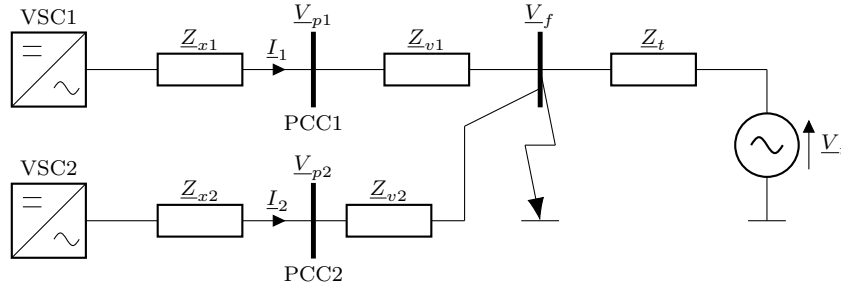 VSC1
Z_x1
I_1
V_p1
PCC1
Z_v1
V_f
Z_t
VSC2
Z_x2
I_2
V_p2
PCC2
Z_v2